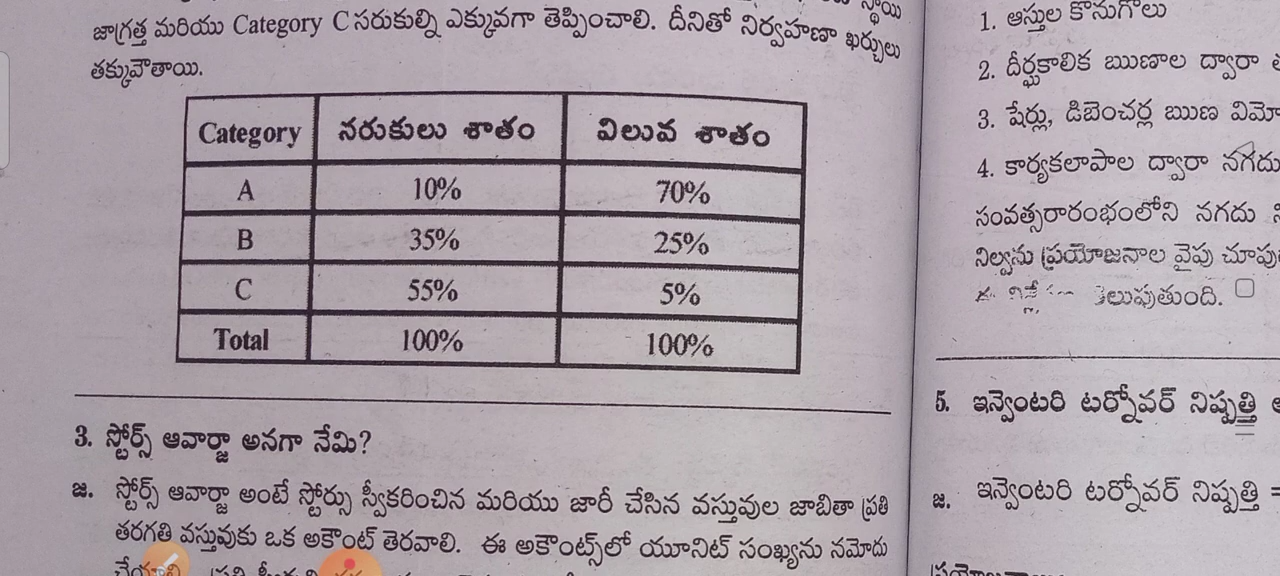 స్థాయి
జాగ్రత్త మరియు Category C సరుకుల్ని ఎక్కువగా తెప్పించాలి. దీనితో నిర్వహణా ఖర్చులు
తక్కువౌతాయి.
Category నరుకులు శాతం విలువ శాతం
A 10% 70%
B 35% 25%
C 55% 5%
Total 100% 100%
3. స్టోర్స్ ఆవార్జా అనగా నేమి?
జ. స్టోర్స్ ఆవార్జా అంటే స్టోర్సు స్వీకరించిన మరియు జారీ చేసిన వస్తువుల జాబితా ప్రతి
తరగతి వస్తువుకు ఒక అకౌంట్ తెరవాలి. ఈ అకౌంట్స్‌లో యూనిట్ సంఖ్యను నమోదు
1. ఆస్తుల కొనుగోలు
2. దీర్ఘకాలిక ఋణాల ద్వారా
3. షేర్లు, డిబెంచర్ల ఋణ విమో
4. కార్యకలాపాల ద్వారా నగదు
సంవత్సరారంభంలోని నగదు
నిల్వను ప్రయోజనాల వైపు చూపు
తెలుపుతుంది.
5. ఇన్వెంటరి టర్నోవర్ నిష్పత్తి
జ. ఇన్వెంటరి టర్నోవర్ నిష్పత్తి =